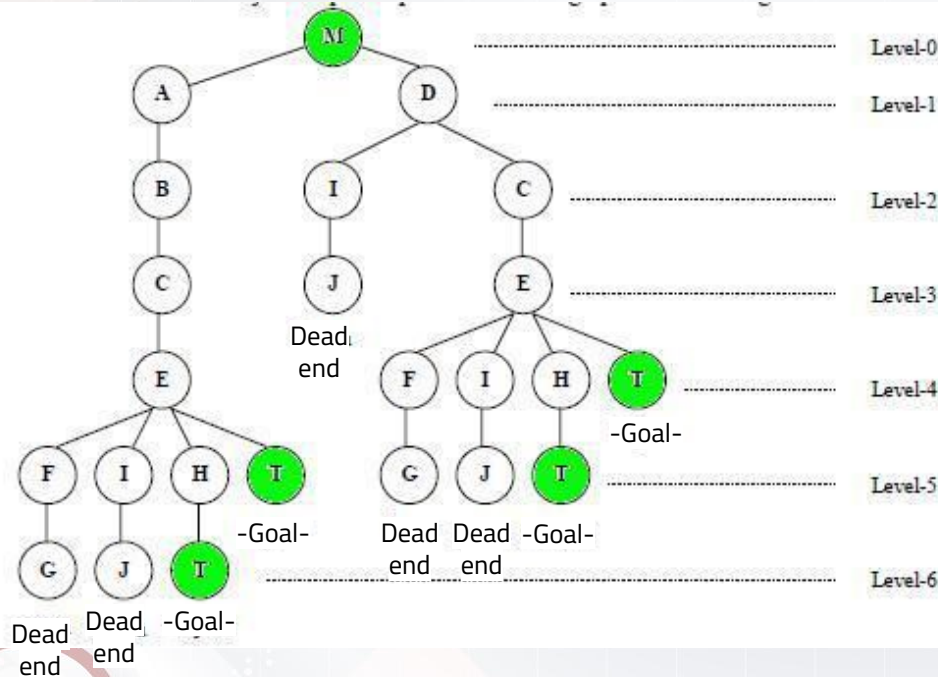 M
Level-0
A
D
Level-1
B
I
C
Level-2
C
J
E
Level-3
Dead
end
E
F
I
H
T
Level-4
-Goal-
F
I
H
T
G
J
T
Level-5
-Goal-
Dead
end
Dead
end
-Goal-
G
J
T
Level-6
Dead
end
Dead
end
-Goal-